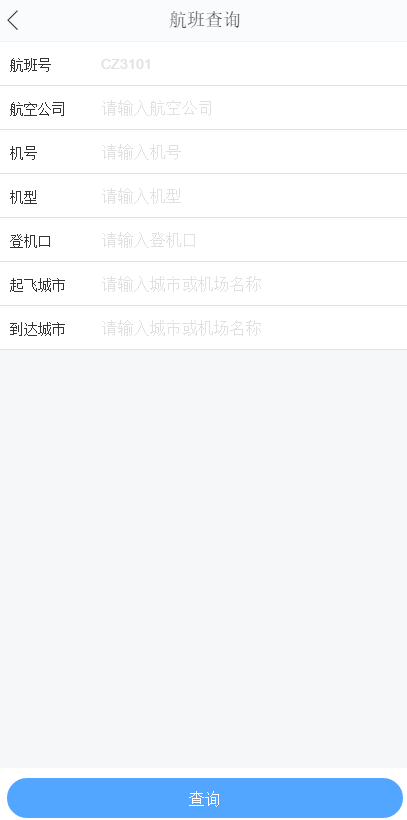 航班查询
航班号 CZ3101
航空公司 请输入航空公司
机号 请输入机号
机型 请输入机型
登机口 请输入登机口
起飞城市 请输入城市或机场名称
到达城市 请输入城市或机场名称
查询